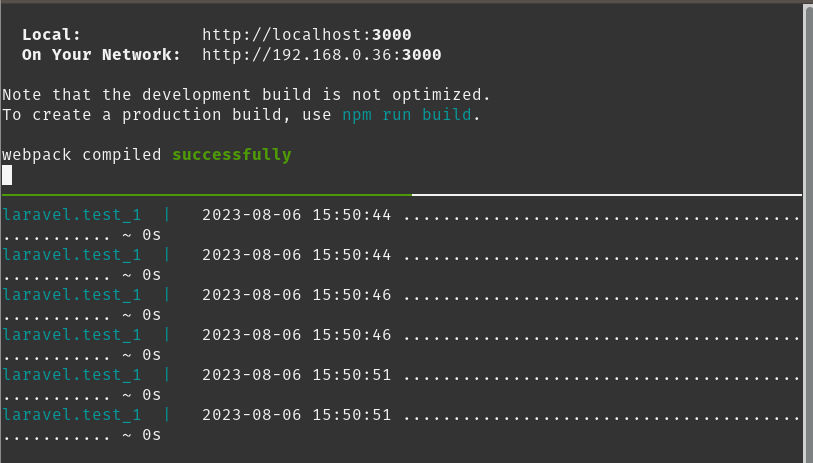 Local:            http://localhost:3000
On Your Network:  http://192.168.0.36:3000
Note that the development build is not optimized.
To create a production build, use npm run build.
webpack compiled successfully
laravel.test_1  |   2023-08-06 15:50:44 ........................................
........... ~ 0s
laravel.test_1  |   2023-08-06 15:50:44 ........................................
........... ~ 0s
laravel.test_1  |   2023-08-06 15:50:46 ........................................
........... ~ 0s
laravel.test_1  |   2023-08-06 15:50:46 ........................................
........... ~ 0s
laravel.test_1  |   2023-08-06 15:50:51 ........................................
........... ~ 0s
laravel.test_1  |   2023-08-06 15:50:51 ........................................
........... ~ 0s